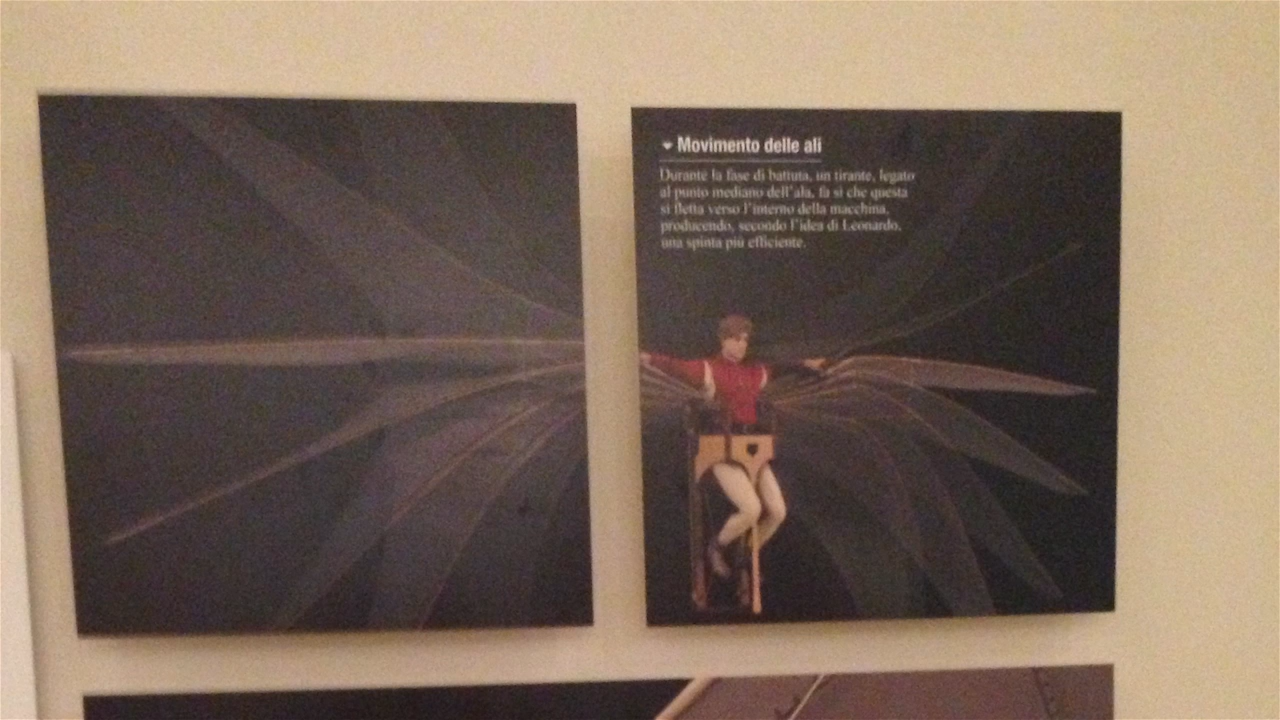 Movimento delle ali
Durante la fase di battuta, un tirante, legato
al punto mediano dell'ala, fa sì che questa
si fletta verso l'interno della macchina,
producendo, secondo l'idea di Leonardo,
una spinta più efficiente.